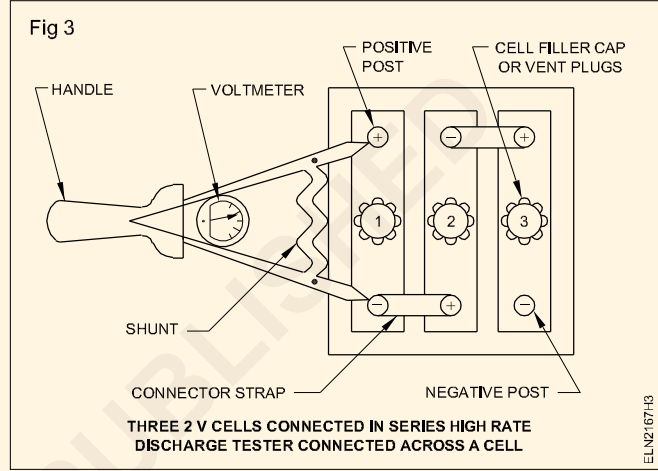 Fig 3
POSITIVE
POST
CELL FILLER CAP
OR VENT PLUGS
HANDLE
VOLTMETER
+
-
+
1
2
3
-
+
-
SHUNT
CONNECTOR STRAP
NEGATIVE POST
THREE 2 V CELLS CONNECTED IN SERIES HIGH RATE
DISCHARGE TESTER CONNECTED ACROSS A CELL
ELN2167H3
PUBLISHED